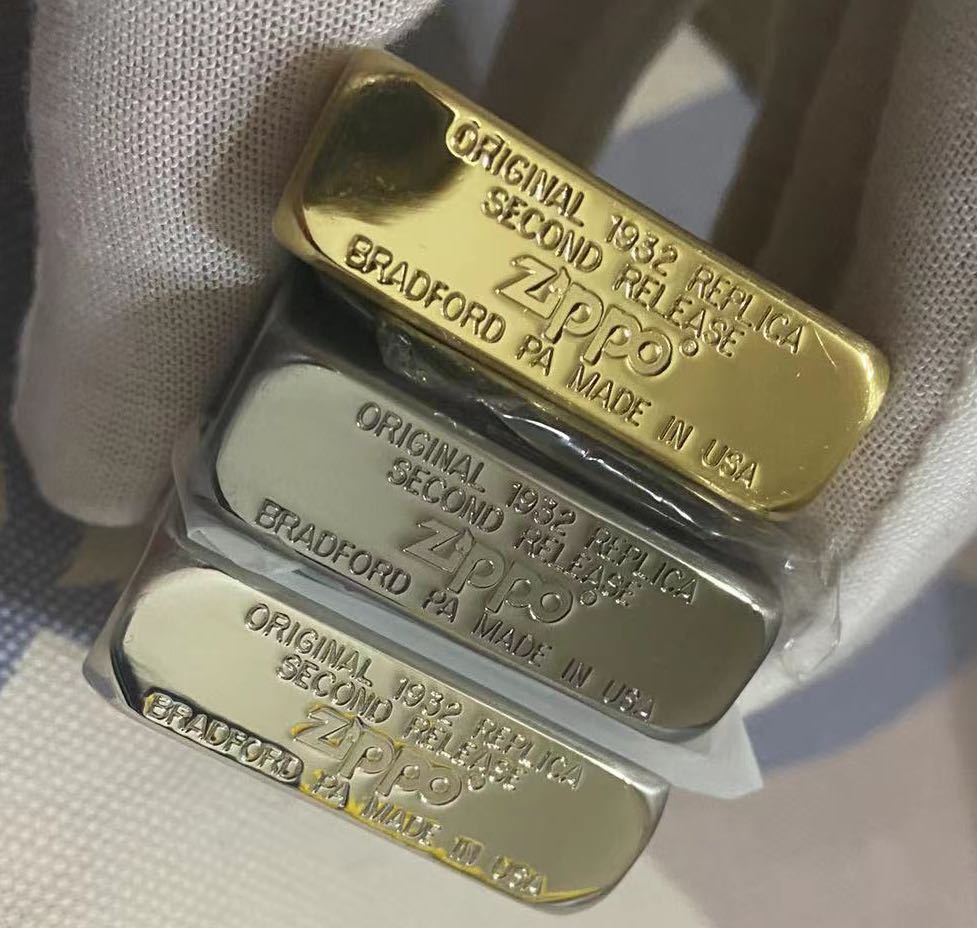 ORIGINAL 1932 REPLICA
SECOND RELEASE
Zippo
BRADFORD PA MADE IN USA
ORIGINAL 1932 REPLICA
SECOND RELEASE
Zippo
BRADFORD PA MADE IN USA
ORIGINAL 1932 REPLICA
SECOND RELEASE
Zippo
BRADFORD PA MADE IN USA